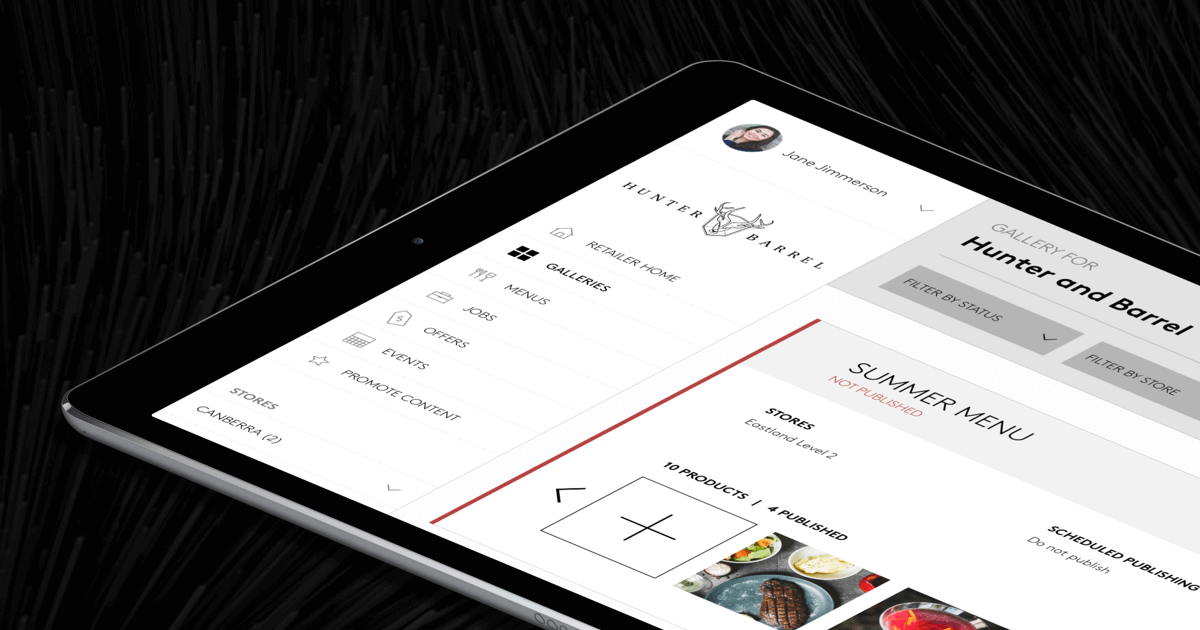 Jane Jimmerson
HUNTER BARREL
RETAILER HOME
GALLERIES
MENUS
JOBS
OFFERS
EVENTS
PROMOTE CONTENT
STORES
CANBERRA (2)
GALLERY FOR
Hunter and Barrel
FILTER BY STATUS
FILTER BY STORE
SUMMER MENU
NOT PUBLISHED
STORES
Eastland Level 2
10 PRODUCTS | 4 PUBLISHED
SCHEDULED PUBLISHING
Do not publish